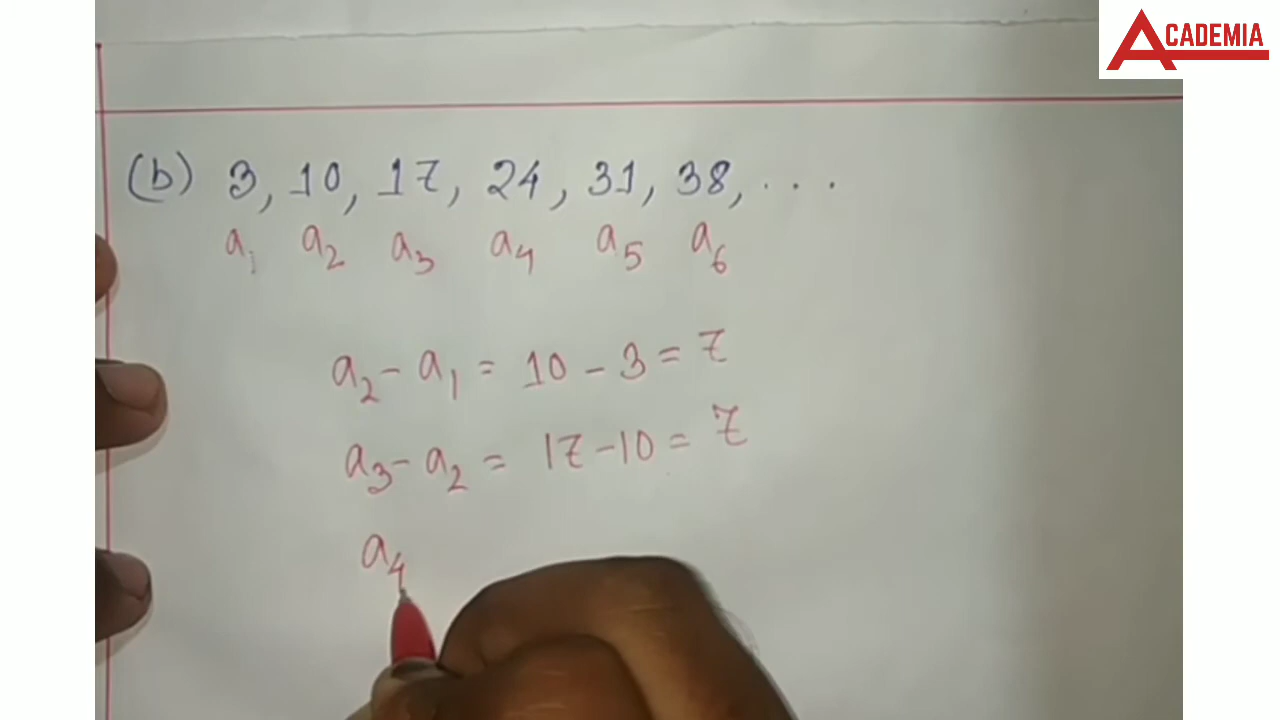 ACADEMIA
(b) 3, 10, 17, 24, 31, 38, . . .
a₁ a₂ a₃ a₄ a₅ a₆
a₂ - a₁ = 10 - 3 = 7
a₃ - a₂ = 17 - 10 = 7
a₄